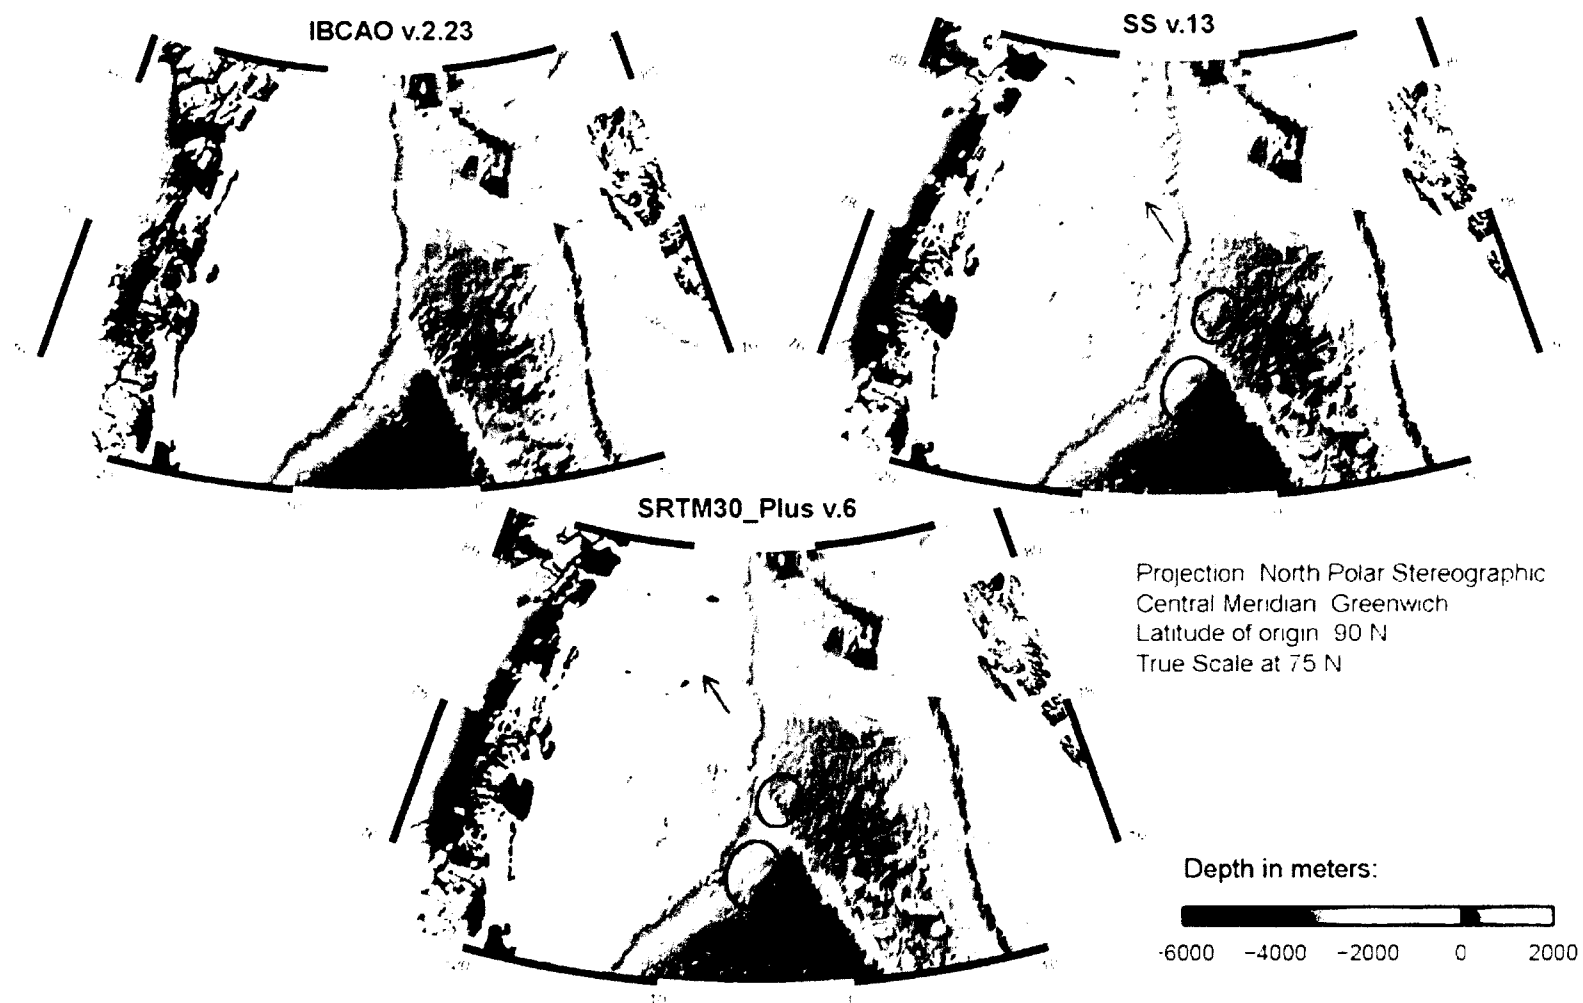 IBCAO v.2.23
SS v.13
SRTM30_Plus v.6
Projection North Polar Stereographic
Central Meridian Greenwich
Latitude of origin 90 N
True Scale at 75 N
Depth in meters:
-6000 -4000 -2000 0 2000